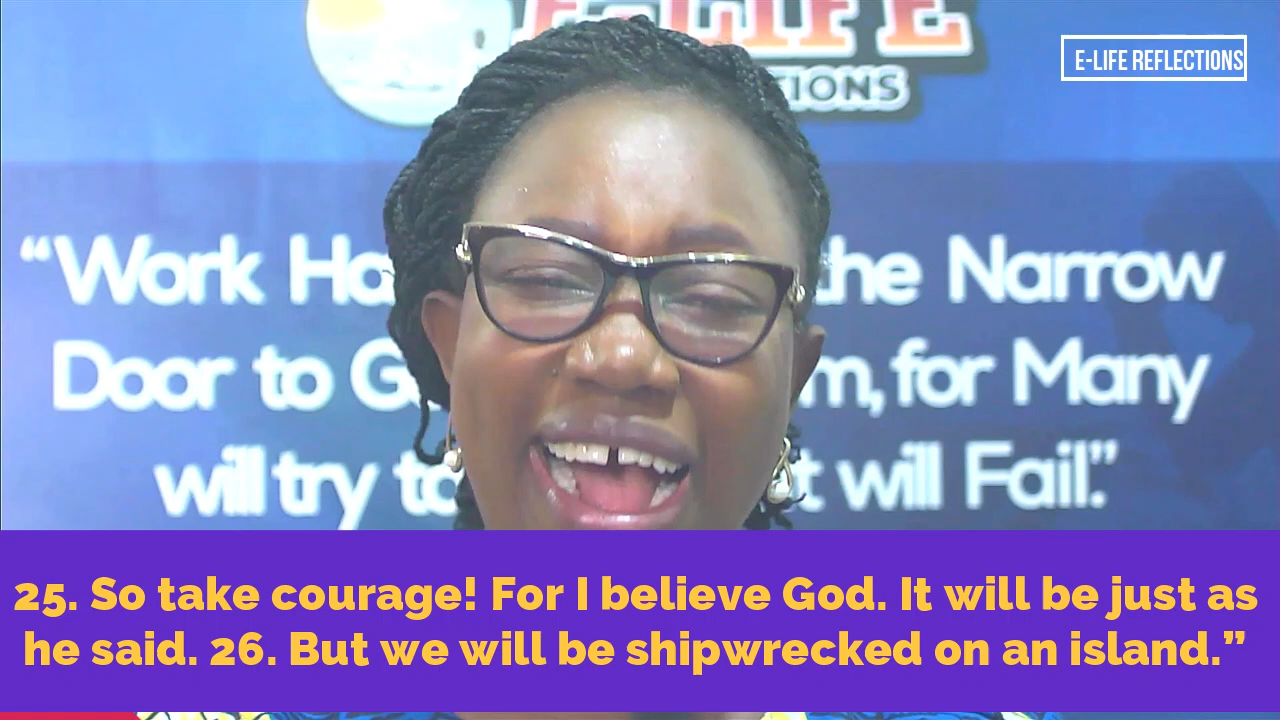 E-LIFE
TIONS
E-LIFE REFLECTIONS
“Work Ha the Narrow
Door to G m, for Many
will try to t will Fail.”
25. So take courage! For I believe God. It will be just as
he said. 26. But we will be shipwrecked on an island.”